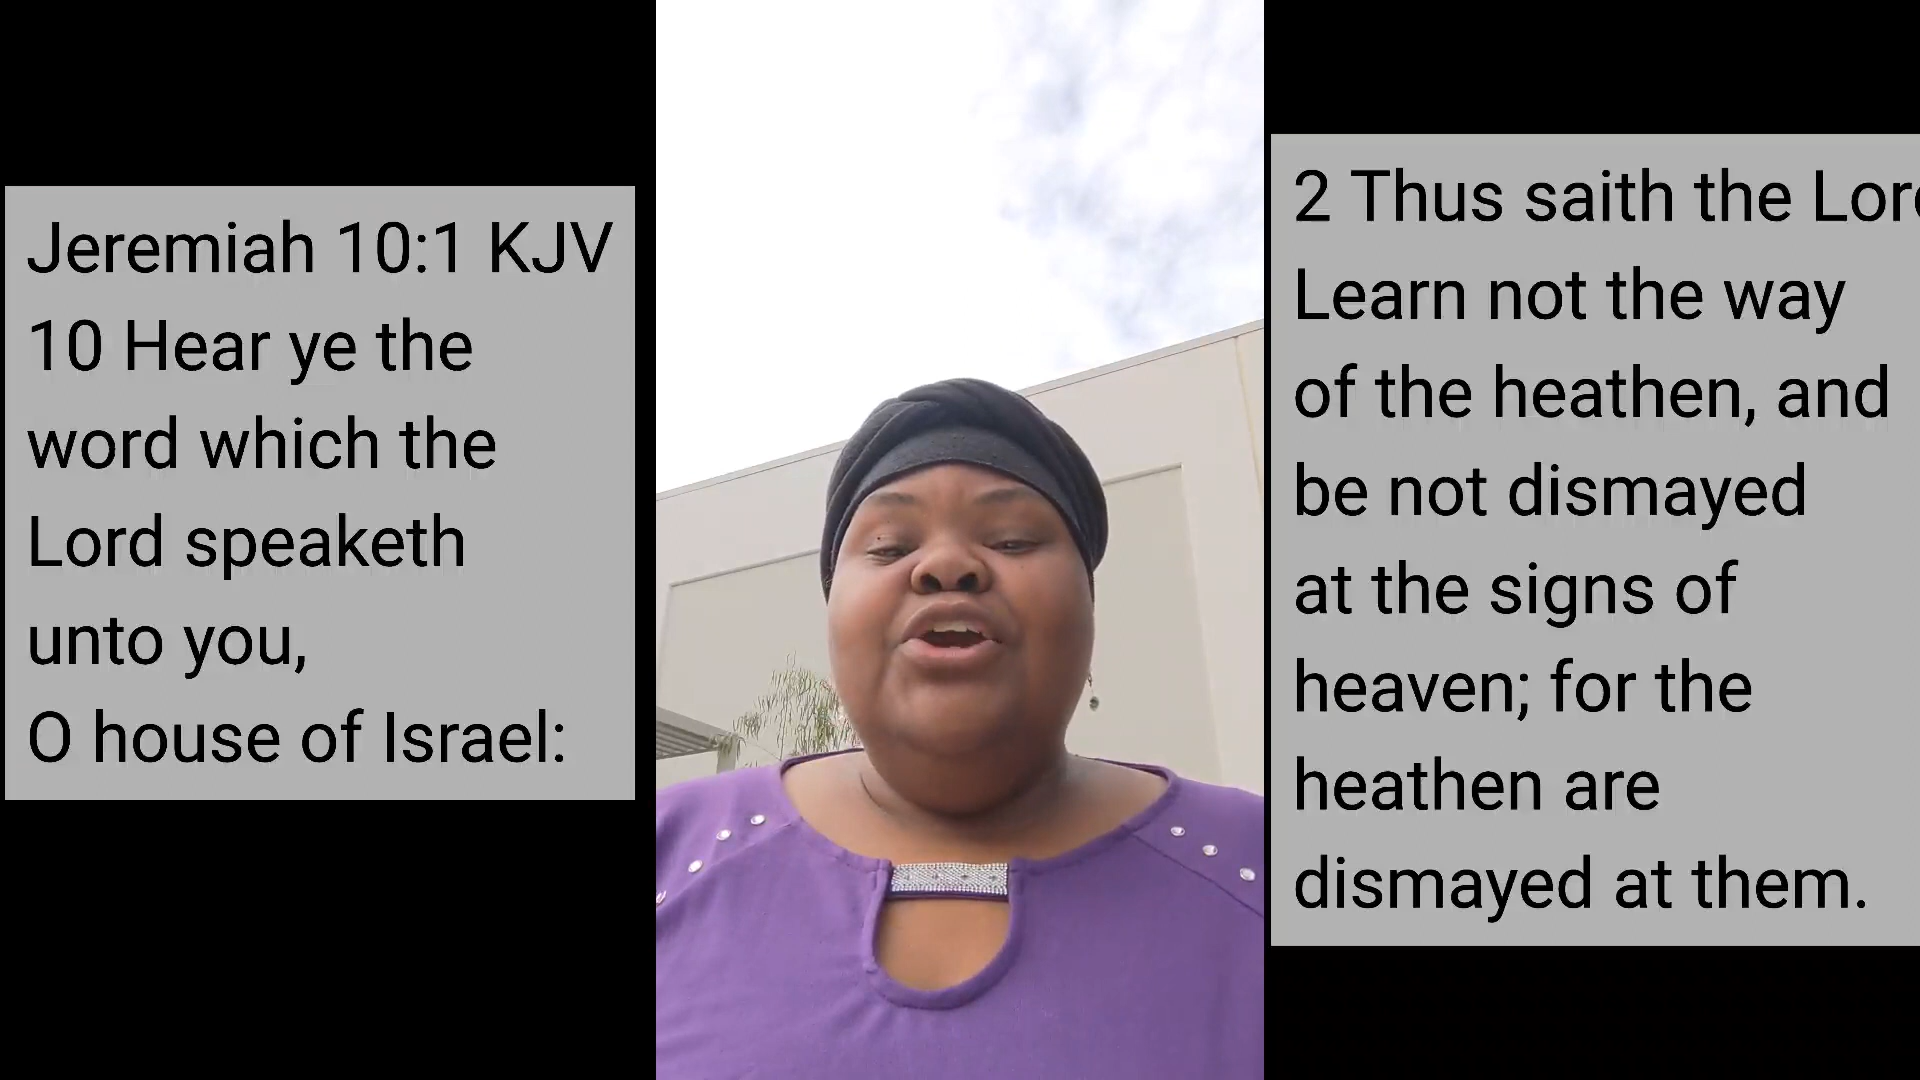 Jeremiah 10:1 KJV
10 Hear ye the
word which the
Lord speaketh
unto you,
O house of Israel:
2 Thus saith the Lord
Learn not the way
of the heathen, and
be not dismayed
at the signs of
heaven; for the
heathen are
dismayed at them.